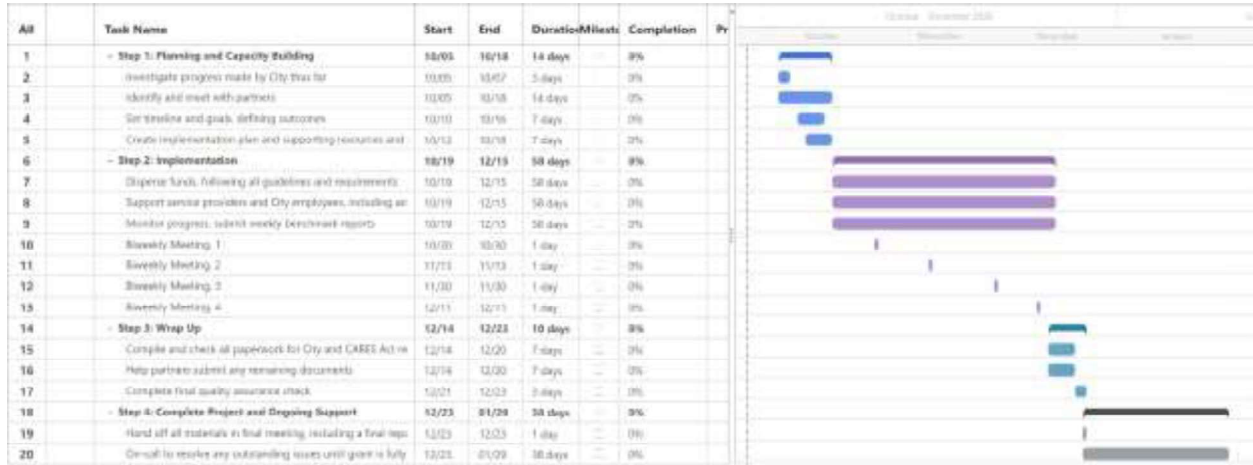 All Task Name Start End Duration Milesto Completion Pr
October - December 2020
October November December January
1 - Step 1: Planning and Capacity Building 10/05 10/18 14 days 0%
2 Investigate progress made by City thus far 10/05 10/07 3 days 0%
3 Identify and meet with partners 10/05 10/18 14 days 0%
4 Set timeline and goals, defining outcomes 10/10 10/16 7 days 0%
5 Create implementation plan and supporting resources and 10/12 10/18 7 days 0%
6 - Step 2: Implementation 10/19 12/15 58 days 0%
7 Disperse funds, following all guidelines and requirements 10/19 12/15 58 days 0%
8 Support service providers and City employees, including 10/19 12/15 58 days 0%
9 Monitor progress, submit weekly benchmark reports 10/19 12/15 58 days 0%
10 Biweekly Meeting, 1 10/30 10/30 1 day 0%
11 Biweekly Meeting, 2 11/13 11/13 1 day 0%
12 Biweekly Meeting, 3 11/30 11/30 1 day 0%
13 Biweekly Meeting, 4 12/11 12/11 1 day 0%
14 - Step 3: Wrap Up 12/14 12/23 10 days 0%
15 Compile and check all paperwork for City and CARES Act re 12/14 12/20 7 days 0%
16 Help partners submit any remaining documents 12/14 12/20 7 days 0%
17 Complete final quality assurance check 12/21 12/23 3 days 0%
18 - Step 4: Complete Project and Ongoing Support 12/23 01/29 38 days 0%
19 Hand off all materials in final meeting, including a final repo 12/23 12/23 1 day 0%
20 On-call to resolve any outstanding issues until grant is fully 12/23 01/29 38 days 0%